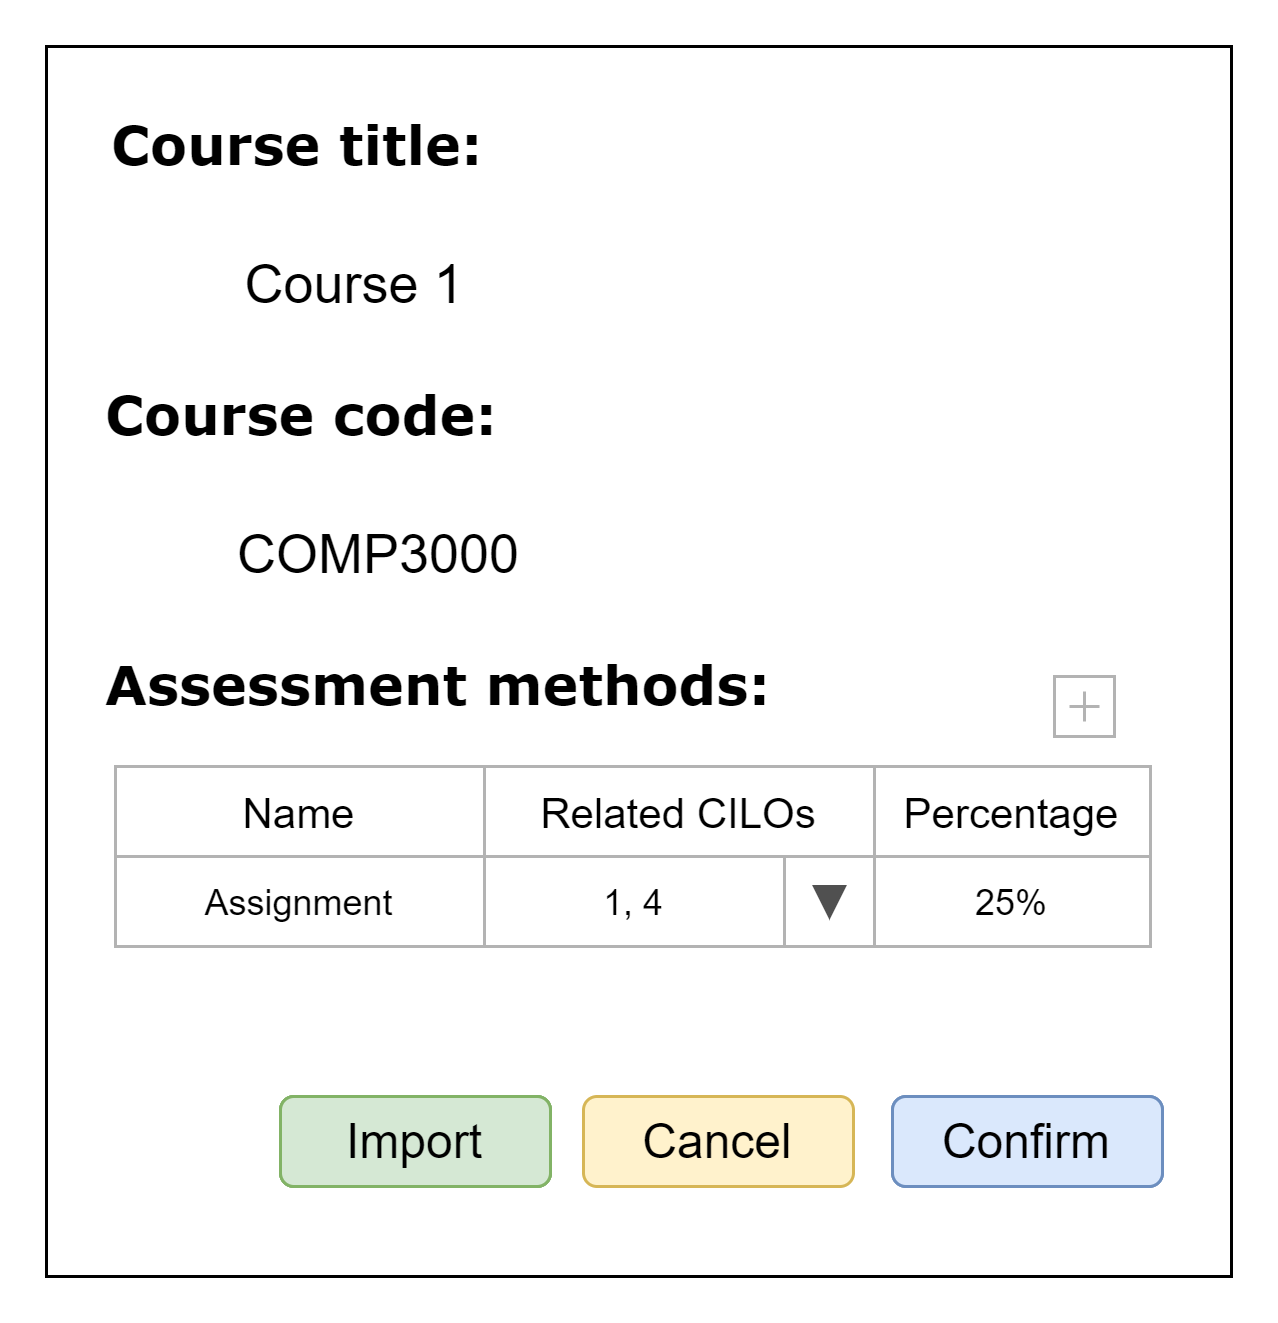 Course title:
Course 1
Course code:
COMP3000
Assessment methods:
Name Related CILOs Percentage
Assignment 1, 4 25%
Import Cancel Confirm